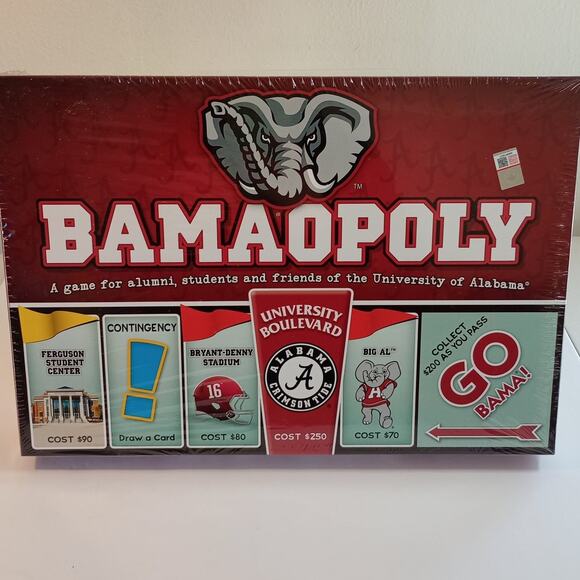 TM
BAMAOPOLY
A game for alumni, students and friends of the University of Alabama®
FERGUSON
STUDENT
CENTER
COST $90
CONTINGENCY
!
Draw a Card
BRYANT-DENNY
STADIUM
16
COST $80
UNIVERSITY
BOULEVARD
ALABAMA
A
CRIMSON TIDE
COST $250
BIG AL™
A
COST $70
COLLECT
$200 AS YOU PASS
GO
BAMA!